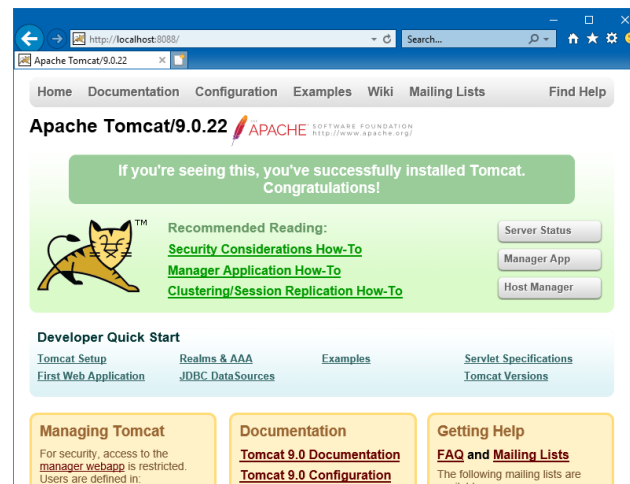 http://localhost:8088/
Search...
Apache Tomcat/9.0.22
Home Documentation Configuration Examples Wiki Mailing Lists Find Help
Apache Tomcat/9.0.22
APACHE
SOFTWARE FOUNDATION
http://www.apache.org/
If you're seeing this, you've successfully installed Tomcat.
Congratulations!
TM
Recommended Reading:
Security Considerations How-To
Manager Application How-To
Clustering/Session Replication How-To
Server Status
Manager App
Host Manager
Developer Quick Start
Tomcat Setup Realms & AAA Examples Servlet Specifications
First Web Application JDBC DataSources Tomcat Versions
Managing Tomcat
For security, access to the
manager webapp is restricted.
Users are defined in:
Documentation
Tomcat 9.0 Documentation
Tomcat 9.0 Configuration
Getting Help
FAQ and Mailing Lists
The following mailing lists are